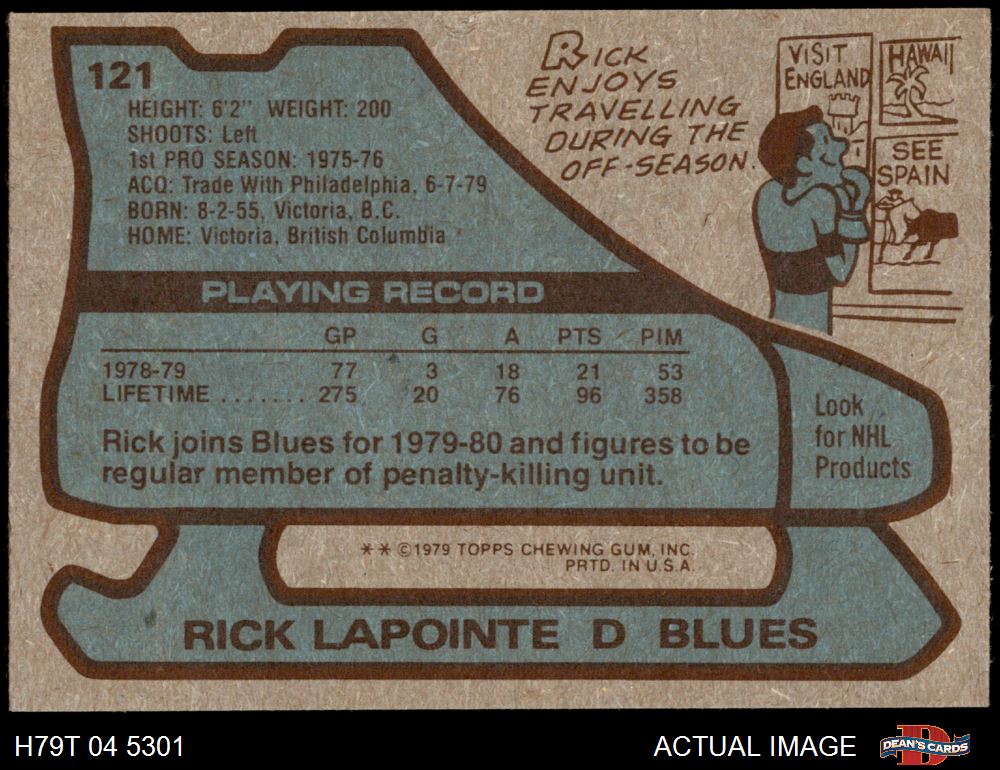 121
HEIGHT: 6'2" WEIGHT: 200
SHOOTS: Left
1st PRO SEASON: 1975-76
ACQ: Trade With Philadelphia, 6-7-79
BORN: 8-2-55, Victoria, B.C.
HOME: Victoria, British Columbia
RICK
ENJOYS
TRAVELLING
DURING THE
OFF-SEASON.
VISIT
ENGLAND
HAWAII
SEE
SPAIN
PLAYING RECORD
GP G A PTS PIM
1978-79 77 3 18 21 53
LIFETIME ....... 275 20 76 96 358
Rick joins Blues for 1979-80 and figures to be
regular member of penalty-killing unit.
Look
for NHL
Products
** ©1979 TOPPS CHEWING GUM, INC.
PRTD. IN U.S.A.
RICK LAPOINTE D BLUES
H79T 04 5301
ACTUAL IMAGE
D
DEAN'S CARDS